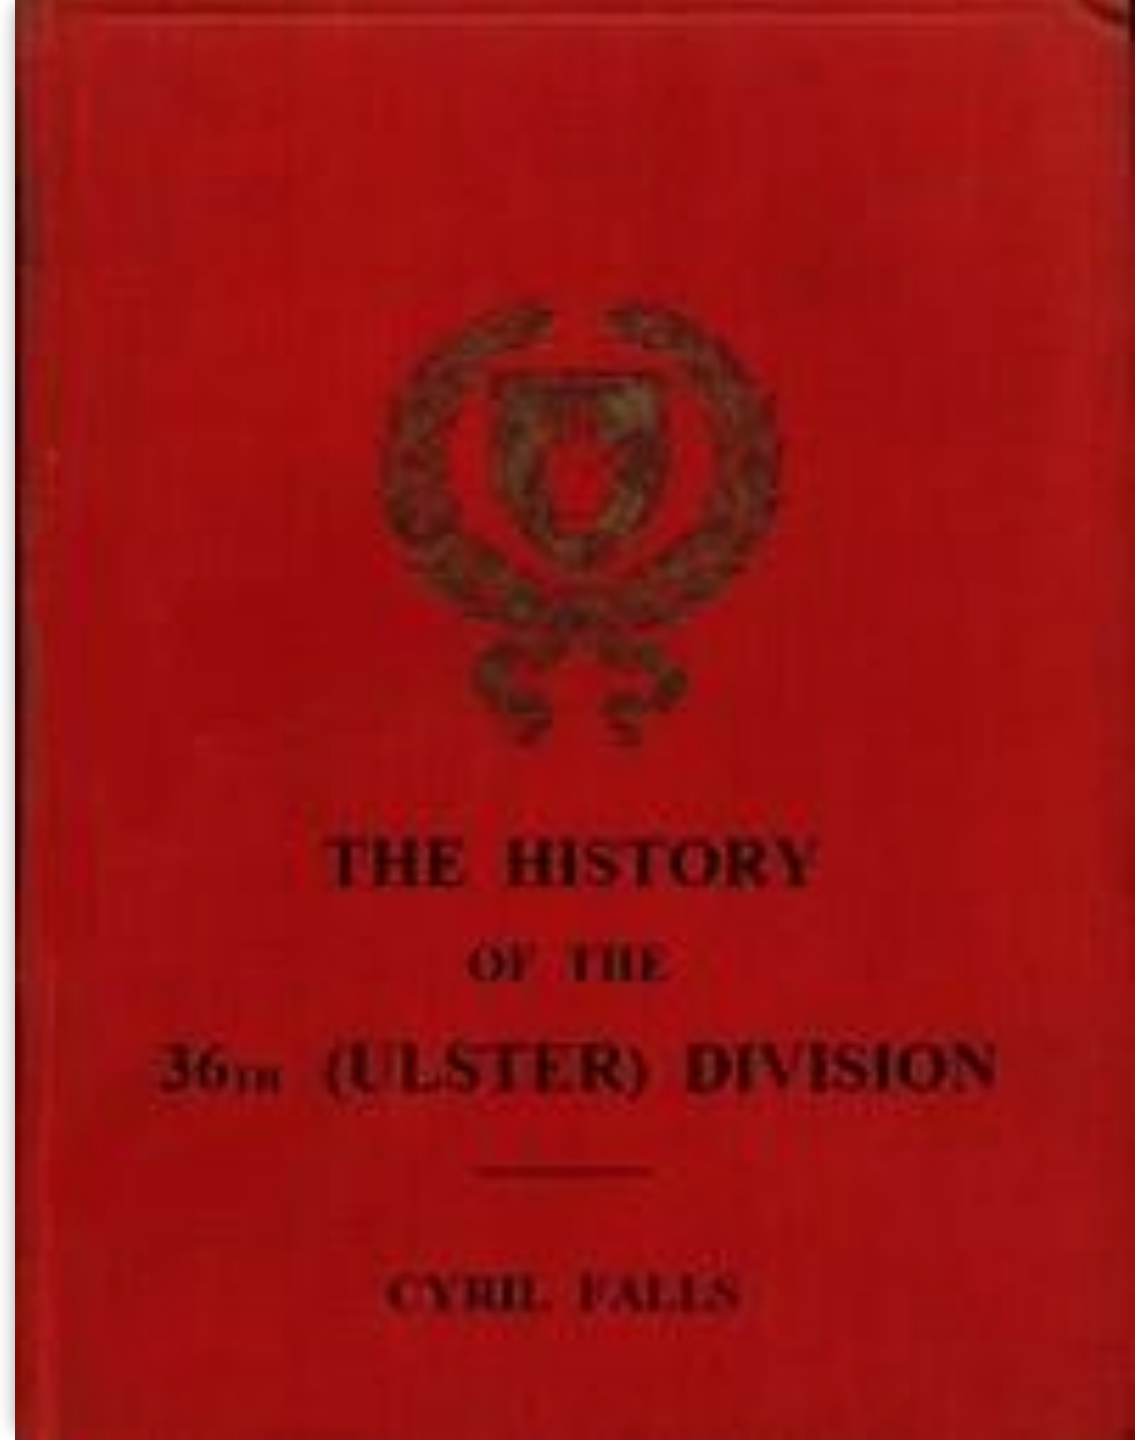 THE HISTORY
OF THE
36TH (ULSTER) DIVISION
CYRIL FALLS